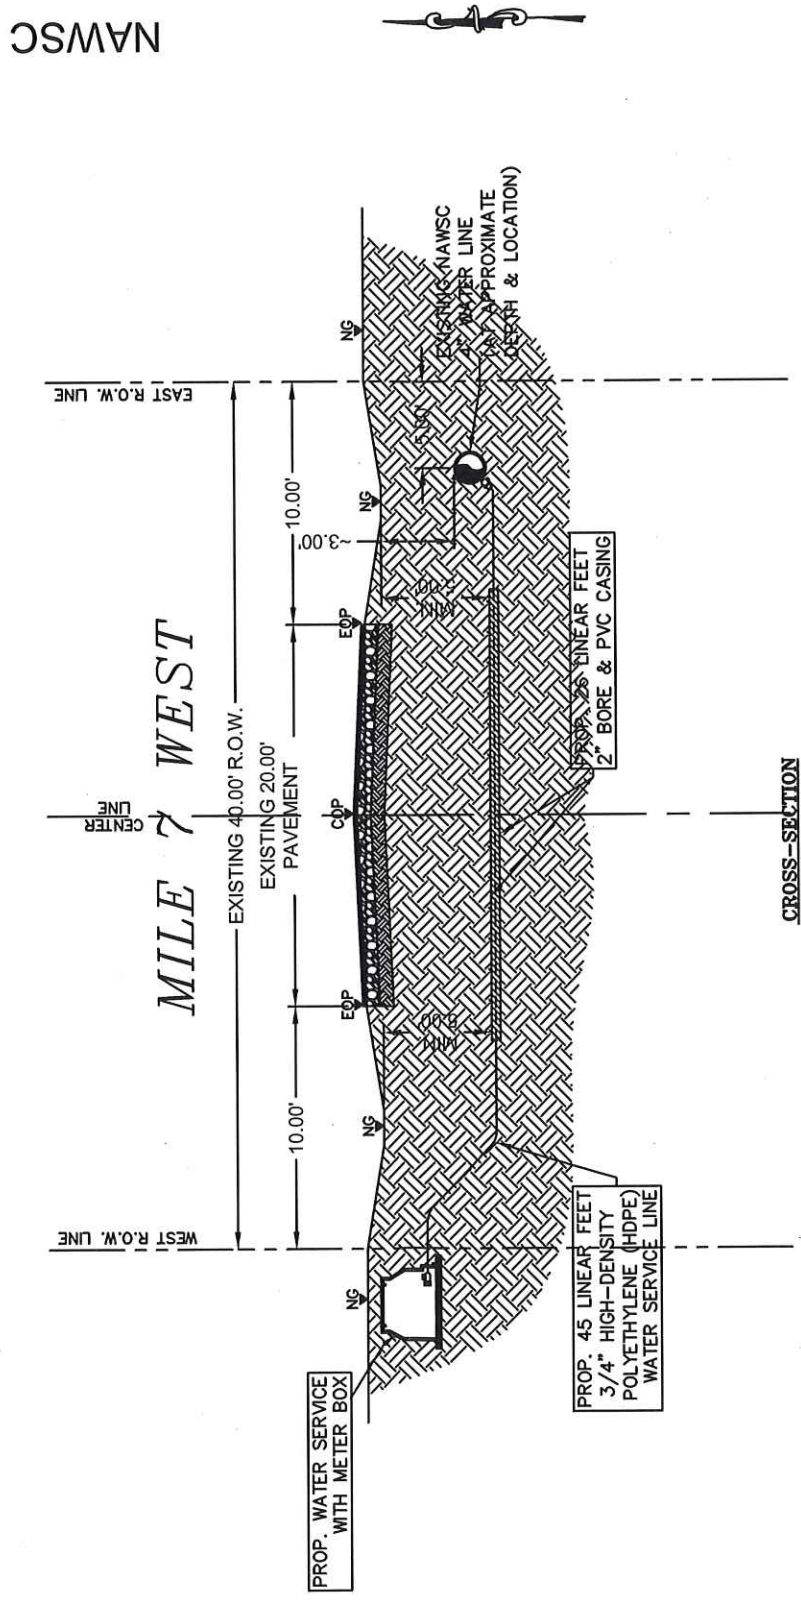 NAWSC
MILE 7 WEST
CENTER
LINE
WEST R.O.W. LINE
EAST R.O.W. LINE
EXISTING 40.00' R.O.W.
EXISTING 20.00'
PAVEMENT
10.00'
10.00'
NG
NG
EOP
COP
EOP
NG
NG
~3.00'
5.00'
MIN.
5.00'
MIN.
5.00'
PROP. WATER SERVICE
WITH METER BOX
EXISTING NAWSC
4" WATER LINE
(AT APPROXIMATE
DEPTH & LOCATION)
PROP. 45 LINEAR FEET
3/4" HIGH-DENSITY
POLYETHYLENE (HDPE)
WATER SERVICE LINE
PROP. 26 LINEAR FEET
2" BORE & PVC CASING
CROSS-SECTION